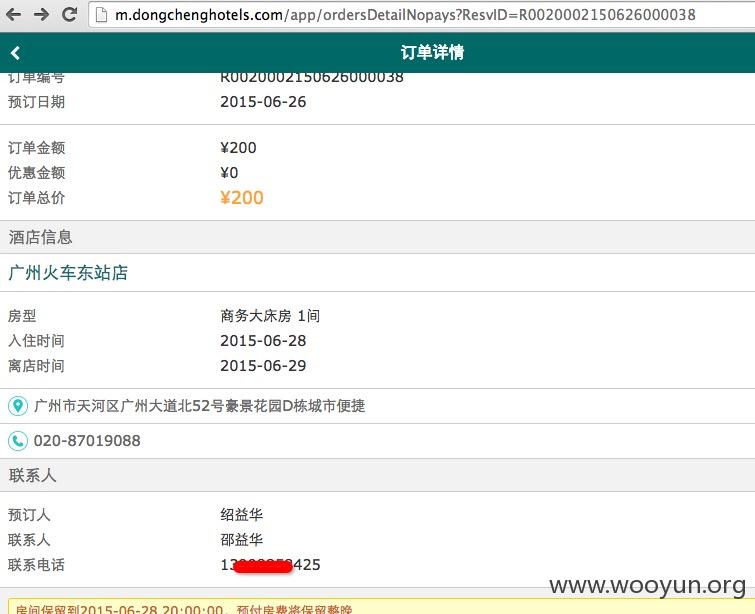 m.dongchenghotels.com/app/ordersDetailNopays?ResvID=R0020002150626000038
订单详情
订单编号 R0020002150626000038
预订日期 2015-06-26
订单金额 ¥200
优惠金额 ¥0
订单总价 ¥200
酒店信息
广州火车东站店
房型 商务大床房 1间
入住时间 2015-06-28
离店时间 2015-06-29
广州市天河区广州大道北52号豪景花园D栋城市便捷
020-87019088
联系人
预订人 绍益华
联系人 邵益华
联系电话 13 425
www.wooyun.org
房间保留到2015-06-28 20:00:00，预付房费将保留整晚